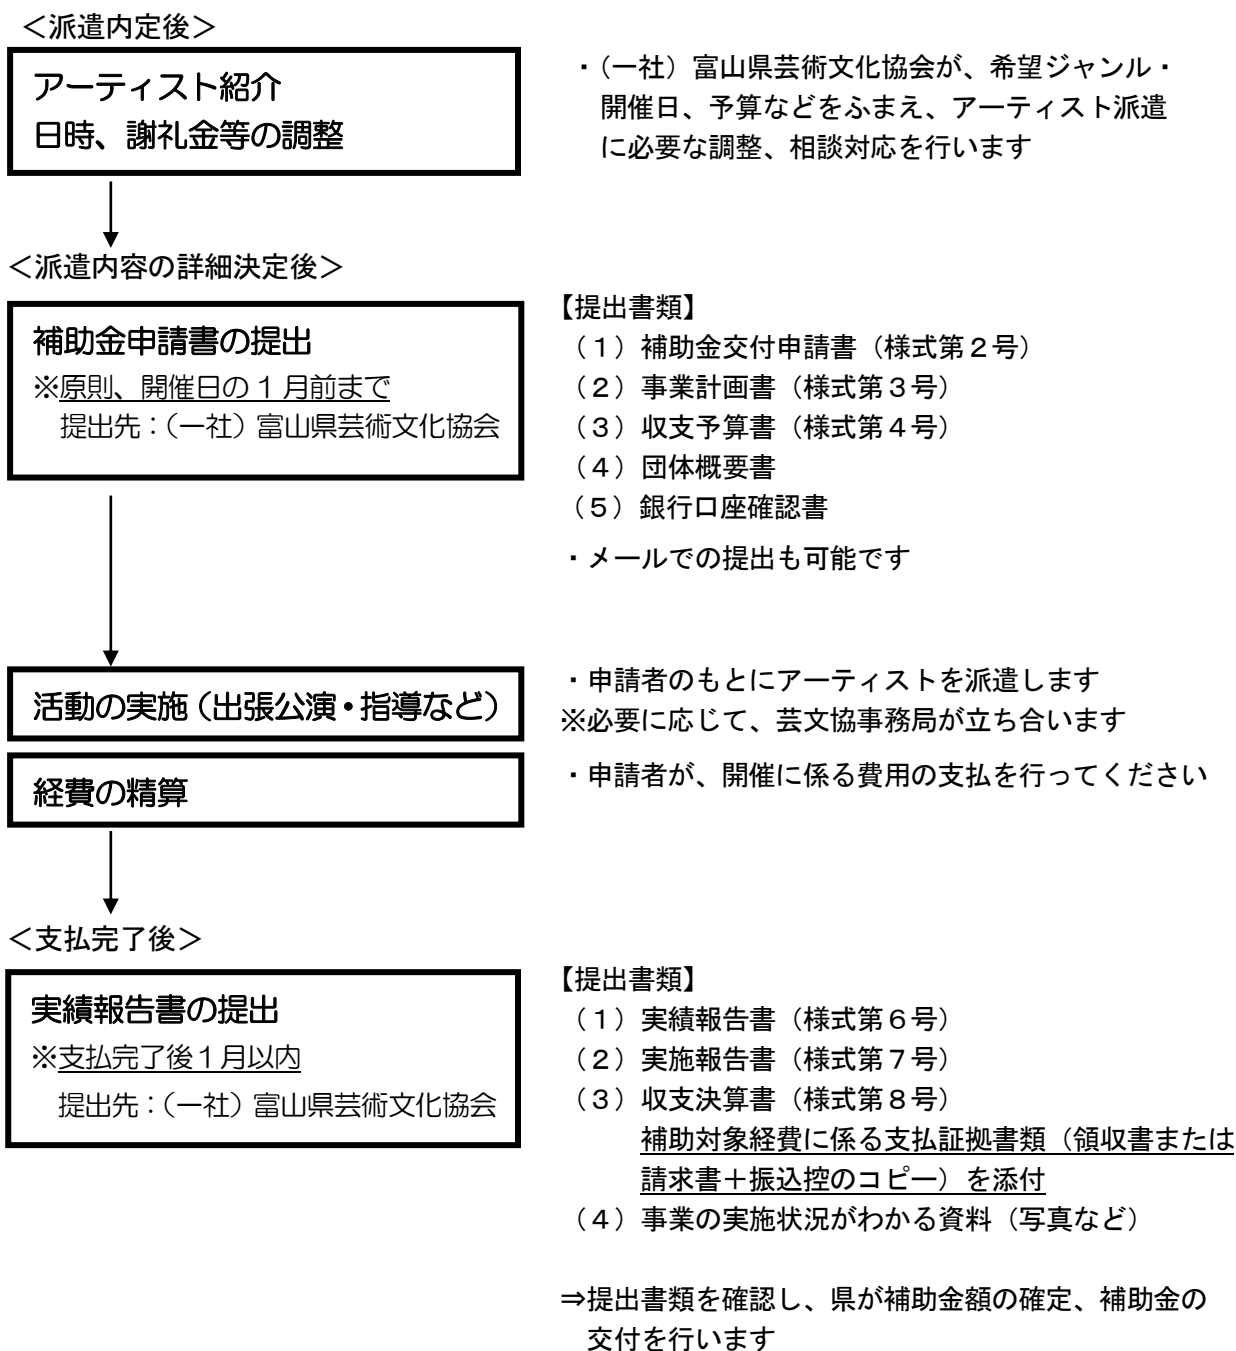 ＜派遣内定後＞
アーティスト紹介
日時、謝礼金等の調整
・（一社）富山県芸術文化協会が、希望ジャンル・
開催日、予算などをふまえ、アーティスト派遣
に必要な調整、相談対応を行います
＜派遣内容の詳細決定後＞
補助金申請書の提出
※原則、開催日の１月前まで
提出先：（一社）富山県芸術文化協会
【提出書類】
（１）補助金交付申請書（様式第２号）
（２）事業計画書（様式第３号）
（３）収支予算書（様式第４号）
（４）団体概要書
（５）銀行口座確認書
・メールでの提出も可能です
活動の実施（出張公演・指導など）
・申請者のもとにアーティストを派遣します
※必要に応じて、芸文協事務局が立ち合います
経費の精算
・申請者が、開催に係る費用の支払を行ってください
＜支払完了後＞
実績報告書の提出
※支払完了後１月以内
提出先：（一社）富山県芸術文化協会
【提出書類】
（１）実績報告書（様式第６号）
（２）実施報告書（様式第７号）
（３）収支決算書（様式第８号）
補助対象経費に係る支払証拠書類（領収書または
請求書＋振込控のコピー）を添付
（４）事業の実施状況がわかる資料（写真など）
⇒提出書類を確認し、県が補助金額の確定、補助金の
交付を行います